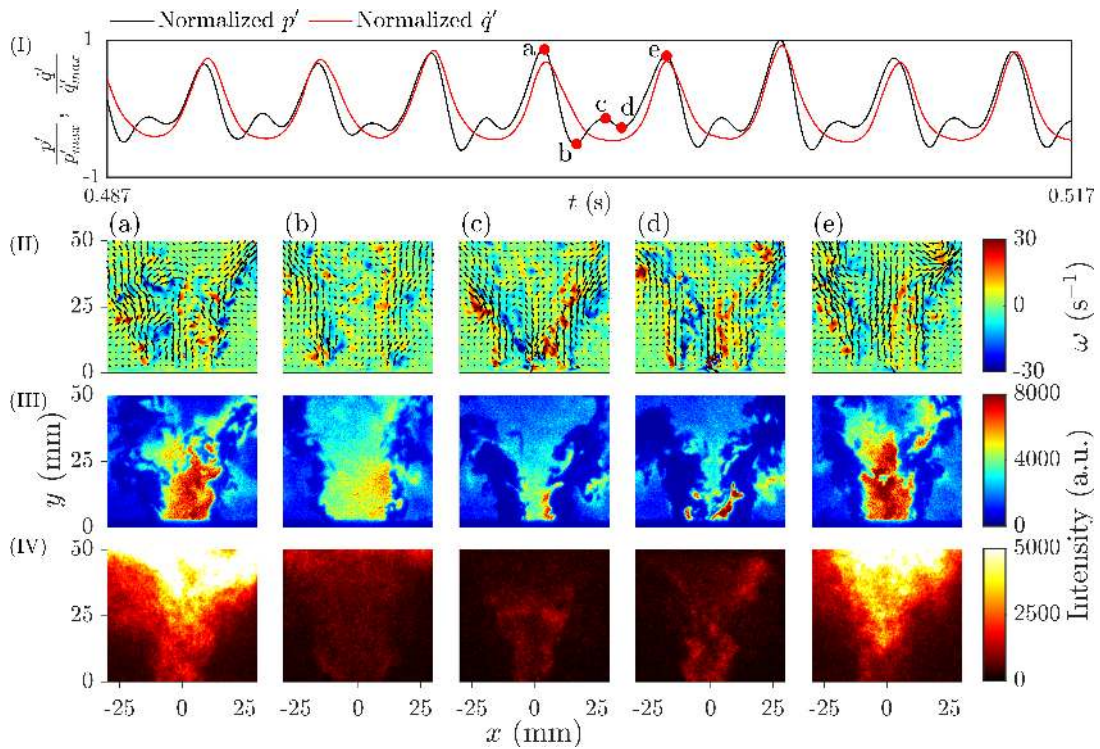 Normalized p′ Normalized q̇′
(I)
p′/p′max , q̇′/q̇′max
1
-1
a
b
c
d
e
0.487
0.517
t (s)
(a) (b) (c) (d) (e)
(II)
50
25
0
30
0
-30
ω (s⁻¹)
(III)
50
25
0
8000
4000
0
y (mm)
Intensity (a.u.)
(IV)
50
25
0
5000
2500
0
-25 0 25 -25 0 25 -25 0 25 -25 0 25 -25 0 25
x (mm)